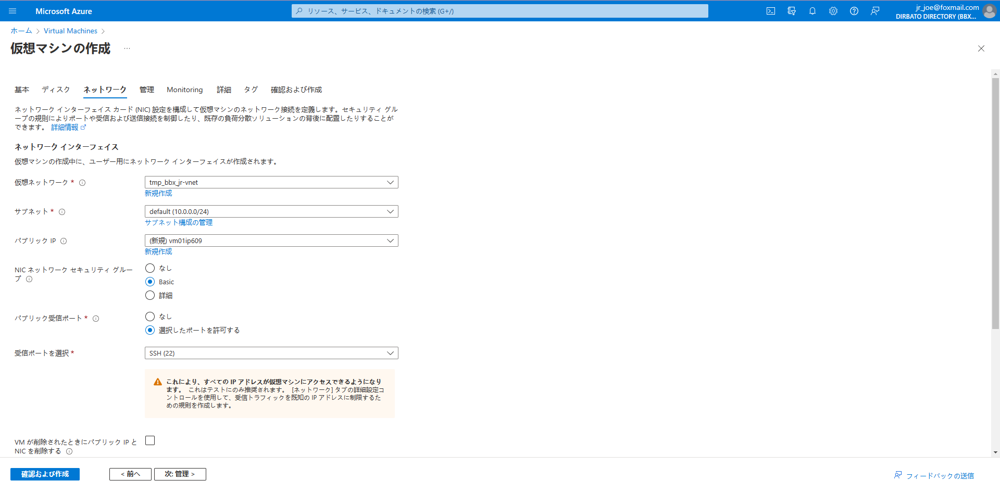 Microsoft Azure
リソース、サービス、ドキュメントの検索 (G+/)
jr_joe@foxmail.com
DIRBATO DIRECTORY (BBX...
ホーム > Virtual Machines >
仮想マシンの作成 ...
基本 ディスク ネットワーク 管理 Monitoring 詳細 タグ 確認および作成
ネットワーク インターフェイス カード (NIC) 設定を構成して仮想マシンのネットワーク接続を定義します。セキュリティ グル
ープの規則によりポートや受信および送信接続を制御したり、既存の負荷分散ソリューションの背後に配置したりすることが
できます。 詳細情報
ネットワーク インターフェイス
仮想マシンの作成中に、ユーザー用にネットワーク インターフェイスが作成されます。
仮想ネットワーク *
tmp_bbx_jr-vnet
新規作成
サブネット *
default (10.0.0.0/24)
サブネット構成の管理
パブリック IP
(新規) vm01ip609
新規作成
NIC ネットワーク セキュリティ グルー
プ
なし
Basic
詳細
パブリック受信ポート *
なし
選択したポートを許可する
受信ポートを選択 *
SSH (22)
これにより、すべての IP アドレスが仮想マシンにアクセスできるようになり
ます。 これはテストにのみ推奨されます。 [ネットワーク] タブの詳細設定コ
ントロールを使用して、受信トラフィックを既知の IP アドレスに制限するた
めの規則を作成します。
VM が削除されたときにパブリック IP と
NIC を削除する
確認および作成
< 前へ
次: 管理 >
フィードバックの送信